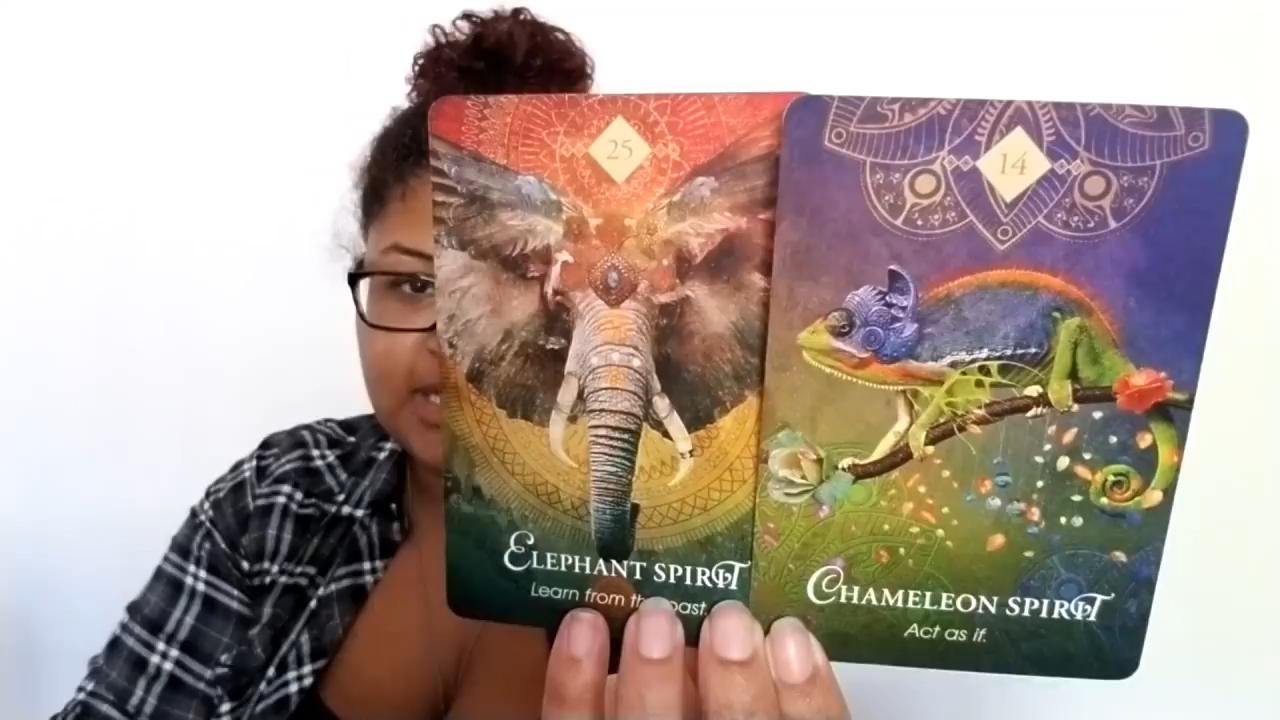 25
ELEPHANT SPIRIT
Learn from the past.
14
CHAMELEON SPIRIT
Act as if.